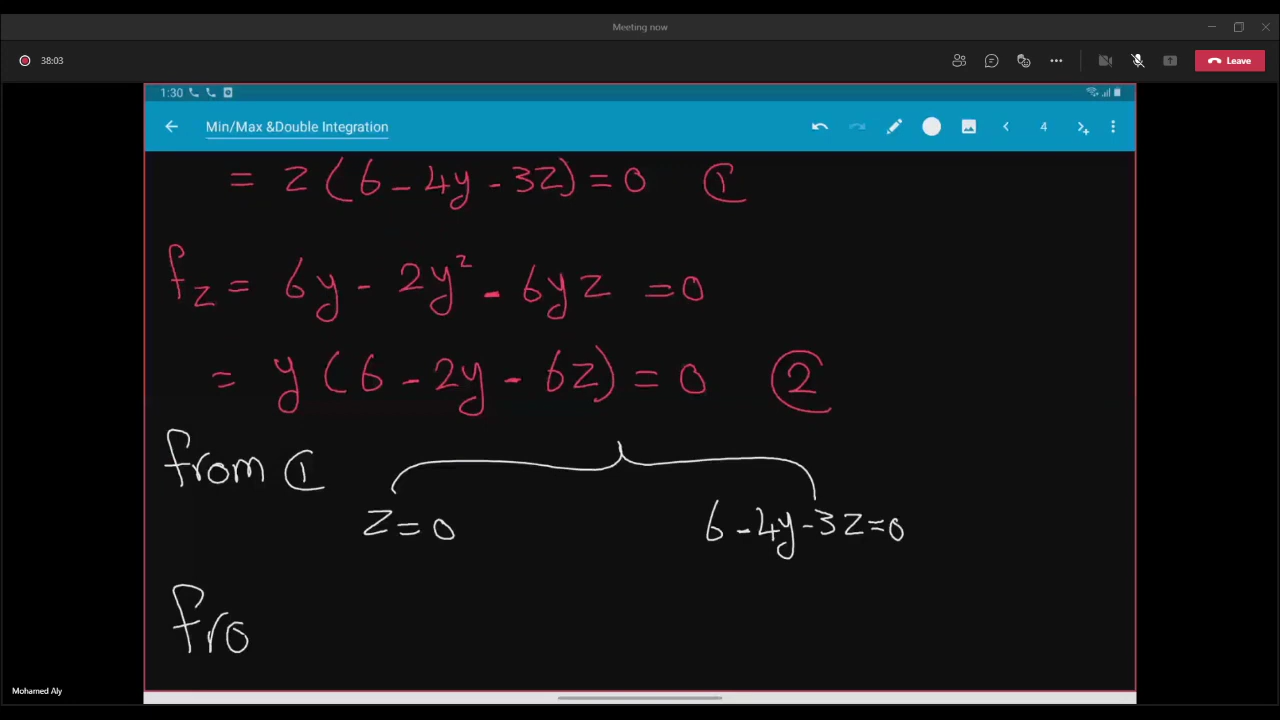 Meeting now
38:03
Leave
1:30
Min/Max &Double Integration
4
= z (6 - 4y - 3z) = 0 ①
f_z = 6y - 2y² - 6yz = 0
= y (6 - 2y - 6z) = 0 ②
from ①
z = 0 6 - 4y - 3z = 0
fro
Mohamed Aly